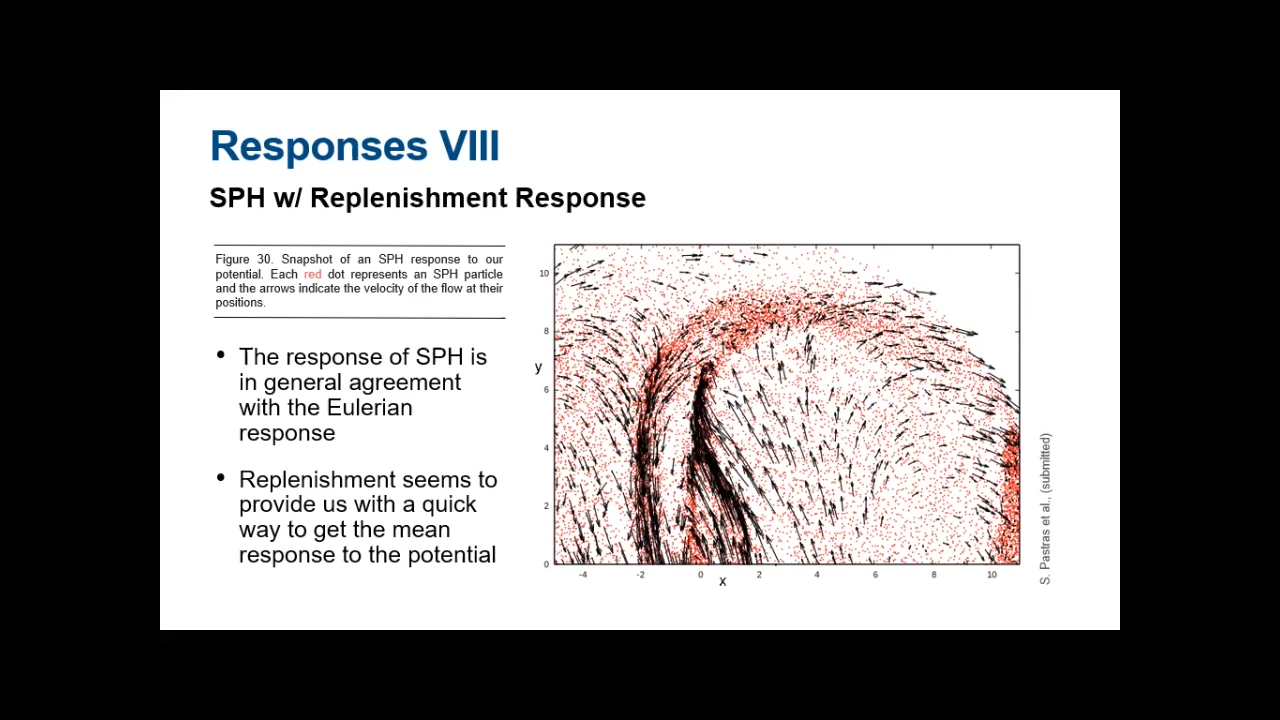 Responses VIII
SPH w/ Replenishment Response
Figure 30. Snapshot of an SPH response to our
potential. Each red dot represents an SPH particle
and the arrows indicate the velocity of the flow at their
positions.
• The response of SPH is
in general agreement
with the Eulerian
response
• Replenishment seems to
provide us with a quick
way to get the mean
response to the potential
10
8
y
6
4
2
0
-4 -2 0 2 4 6 8 10
x
S. Pastras et al., (submitted)